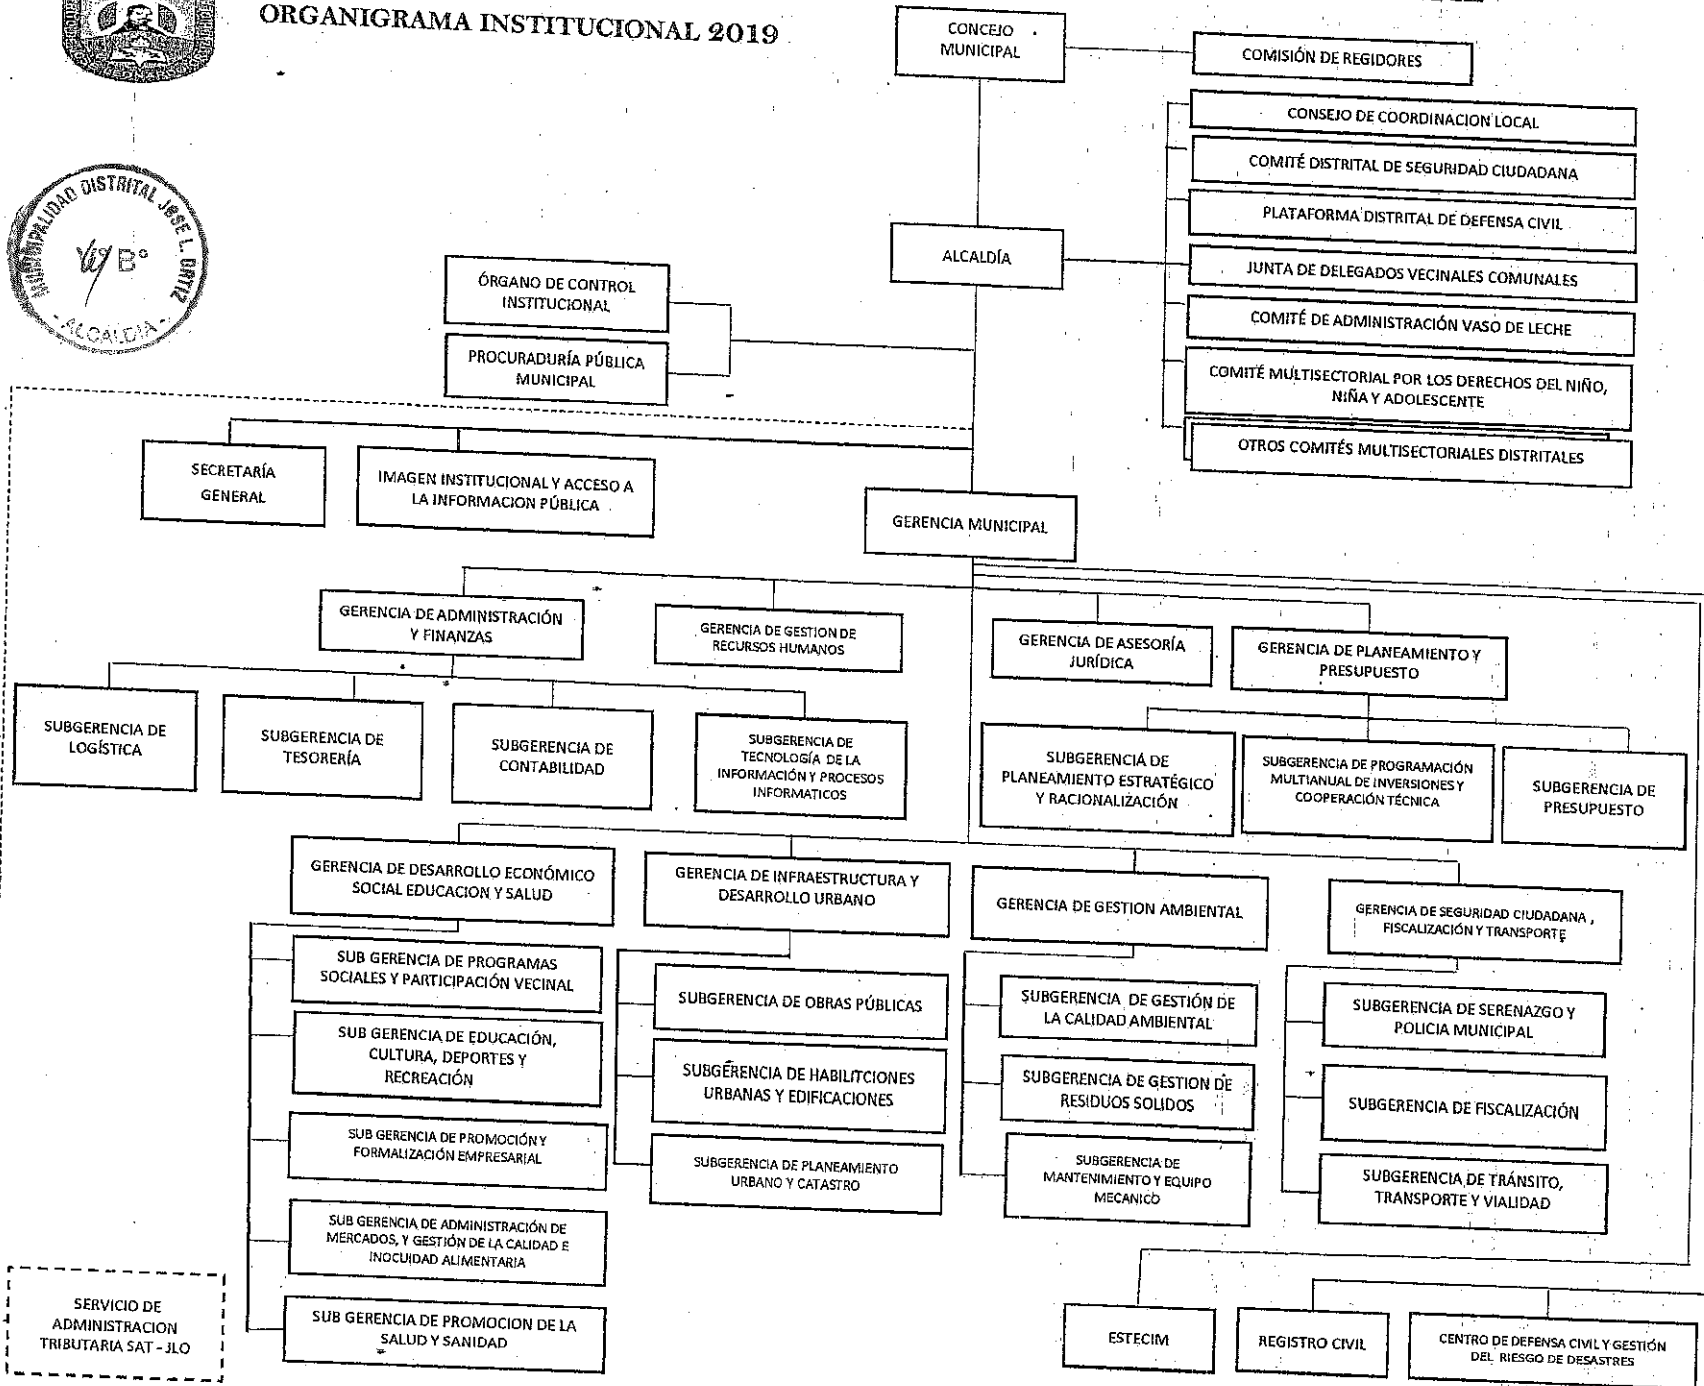 ORGANIGRAMA INSTITUCIONAL 2019
CONCEJO
MUNICIPAL
COMISIÓN DE REGIDORES
CONSEJO DE COORDINACION LOCAL
COMITÉ DISTRITAL DE SEGURIDAD CIUDADANA
PLATAFORMA DISTRITAL DE DEFENSA CIVIL
MUNICIPALIDAD DISTRITAL JOSE L. ORTIZ
VºBº
- ALCALDIA -
ALCALDÍA
JUNTA DE DELEGADOS VECINALES COMUNALES
COMITÉ DE ADMINISTRACIÓN VASO DE LECHE
COMITÉ MULTISECTORIAL POR LOS DERECHOS DEL NIÑO,
NIÑA Y ADOLESCENTE
OTROS COMITÉS MULTISECTORIALES DISTRITALES
ÓRGANO DE CONTROL
INSTITUCIONAL
PROCURADURÍA PÚBLICA
MUNICIPAL
SECRETARÍA
GENERAL
IMAGEN INSTITUCIONAL Y ACCESO A
LA INFORMACION PÚBLICA
GERENCIA MUNICIPAL
GERENCIA DE ADMINISTRACIÓN
Y FINANZAS
GERENCIA DE GESTION DE
RECURSOS HUMANOS
GERENCIA DE ASESORÍA
JURÍDICA
GERENCIA DE PLANEAMIENTO Y
PRESUPUESTO
SUBGERENCIA DE
LOGÍSTICA
SUBGERENCIA DE
TESORERÍA
SUBGERENCIA DE
CONTABILIDAD
SUBGERENCIA DE
TECNOLOGÍA DE LA
INFORMACIÓN Y PROCESOS
INFORMATICOS
SUBGERENCIA DE
PLANEAMIENTO ESTRATÉGICO
Y RACIONALIZACIÓN
SUBGERENCIA DE PROGRAMACIÓN
MULTIANUAL DE INVERSIONES Y
COOPERACIÓN TÉCNICA
SUBGERENCIA DE
PRESUPUESTO
GERENCIA DE DESARROLLO ECONÓMICO
SOCIAL EDUCACION Y SALUD
GERENCIA DE INFRAESTRUCTURA Y
DESARROLLO URBANO
GERENCIA DE GESTION AMBIENTAL
GERENCIA DE SEGURIDAD CIUDADANA ,
FISCALIZACIÓN Y TRANSPORTE
SUB GERENCIA DE PROGRAMAS
SOCIALES Y PARTICIPACIÓN VECINAL
SUB GERENCIA DE EDUCACIÓN,
CULTURA, DEPORTES Y
RECREACIÓN
SUB GERENCIA DE PROMOCIÓN Y
FORMALIZACIÓN EMPRESARIAL
SUB GERENCIA DE ADMINISTRACIÓN DE
MERCADOS, Y GESTIÓN DE LA CALIDAD E
INOCUIDAD ALIMENTARIA
SUB GERENCIA DE PROMOCION DE LA
SALUD Y SANIDAD
SUBGERENCIA DE OBRAS PÚBLICAS
SUBGERENCIA DE HABILITCIONES
URBANAS Y EDIFICACIONES
SUBGERENCIA DE PLANEAMIENTO
URBANO Y CATASTRO
SUBGERENCIA DE GESTIÓN DE
LA CALIDAD AMBIENTAL
SUBGERENCIA DE GESTION DE
RESIDUOS SOLIDOS
SUBGERENCIA DE
MANTENIMIENTO Y EQUIPO
MECANICO
SUBGERENCIA DE SERENAZGO Y
POLICIA MUNICIPAL
SUBGERENCIA DE FISCALIZACIÓN
SUBGERENCIA DE TRÁNSITO,
TRANSPORTE Y VIALIDAD
SERVICIO DE
ADMINISTRACION
TRIBUTARIA SAT - JLO
ESTECIM
REGISTRO CIVIL
CENTRO DE DEFENSA CIVIL Y GESTIÓN
DEL RIESGO DE DESASTRES